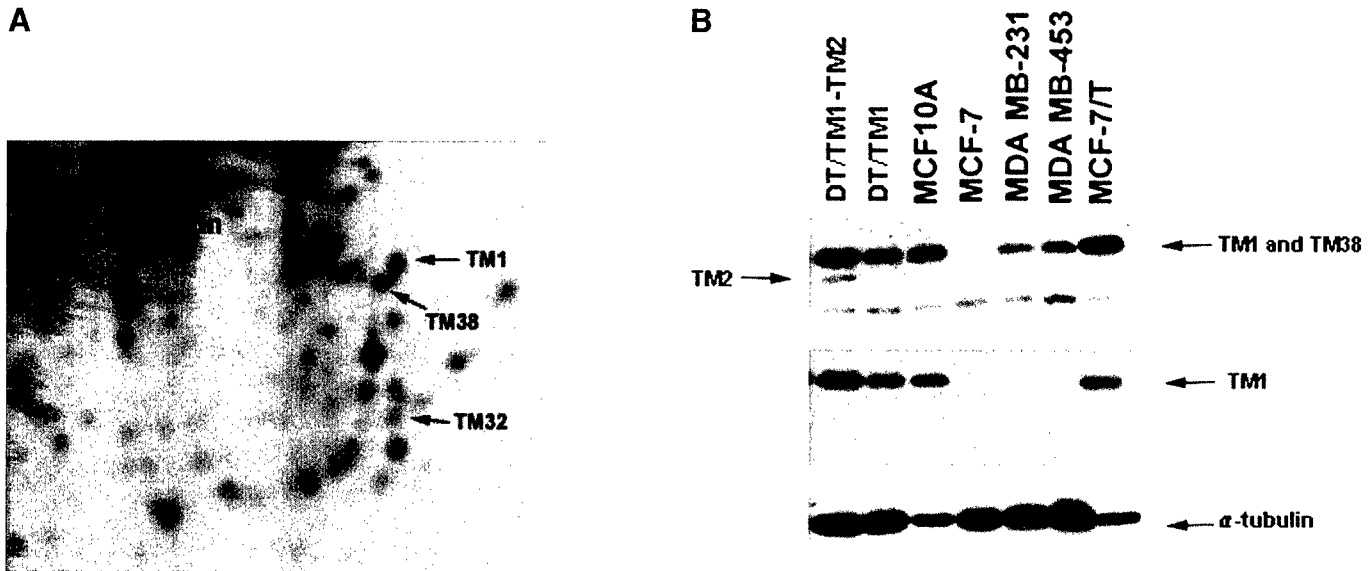 A
TM1
TM38
TM32
B
DT/TM1-TM2
DT/TM1
MCF10A
MCF-7
MDA MB-231
MDA MB-453
MCF-7/T
TM1 and TM38
TM2
TM1
α-tubulin